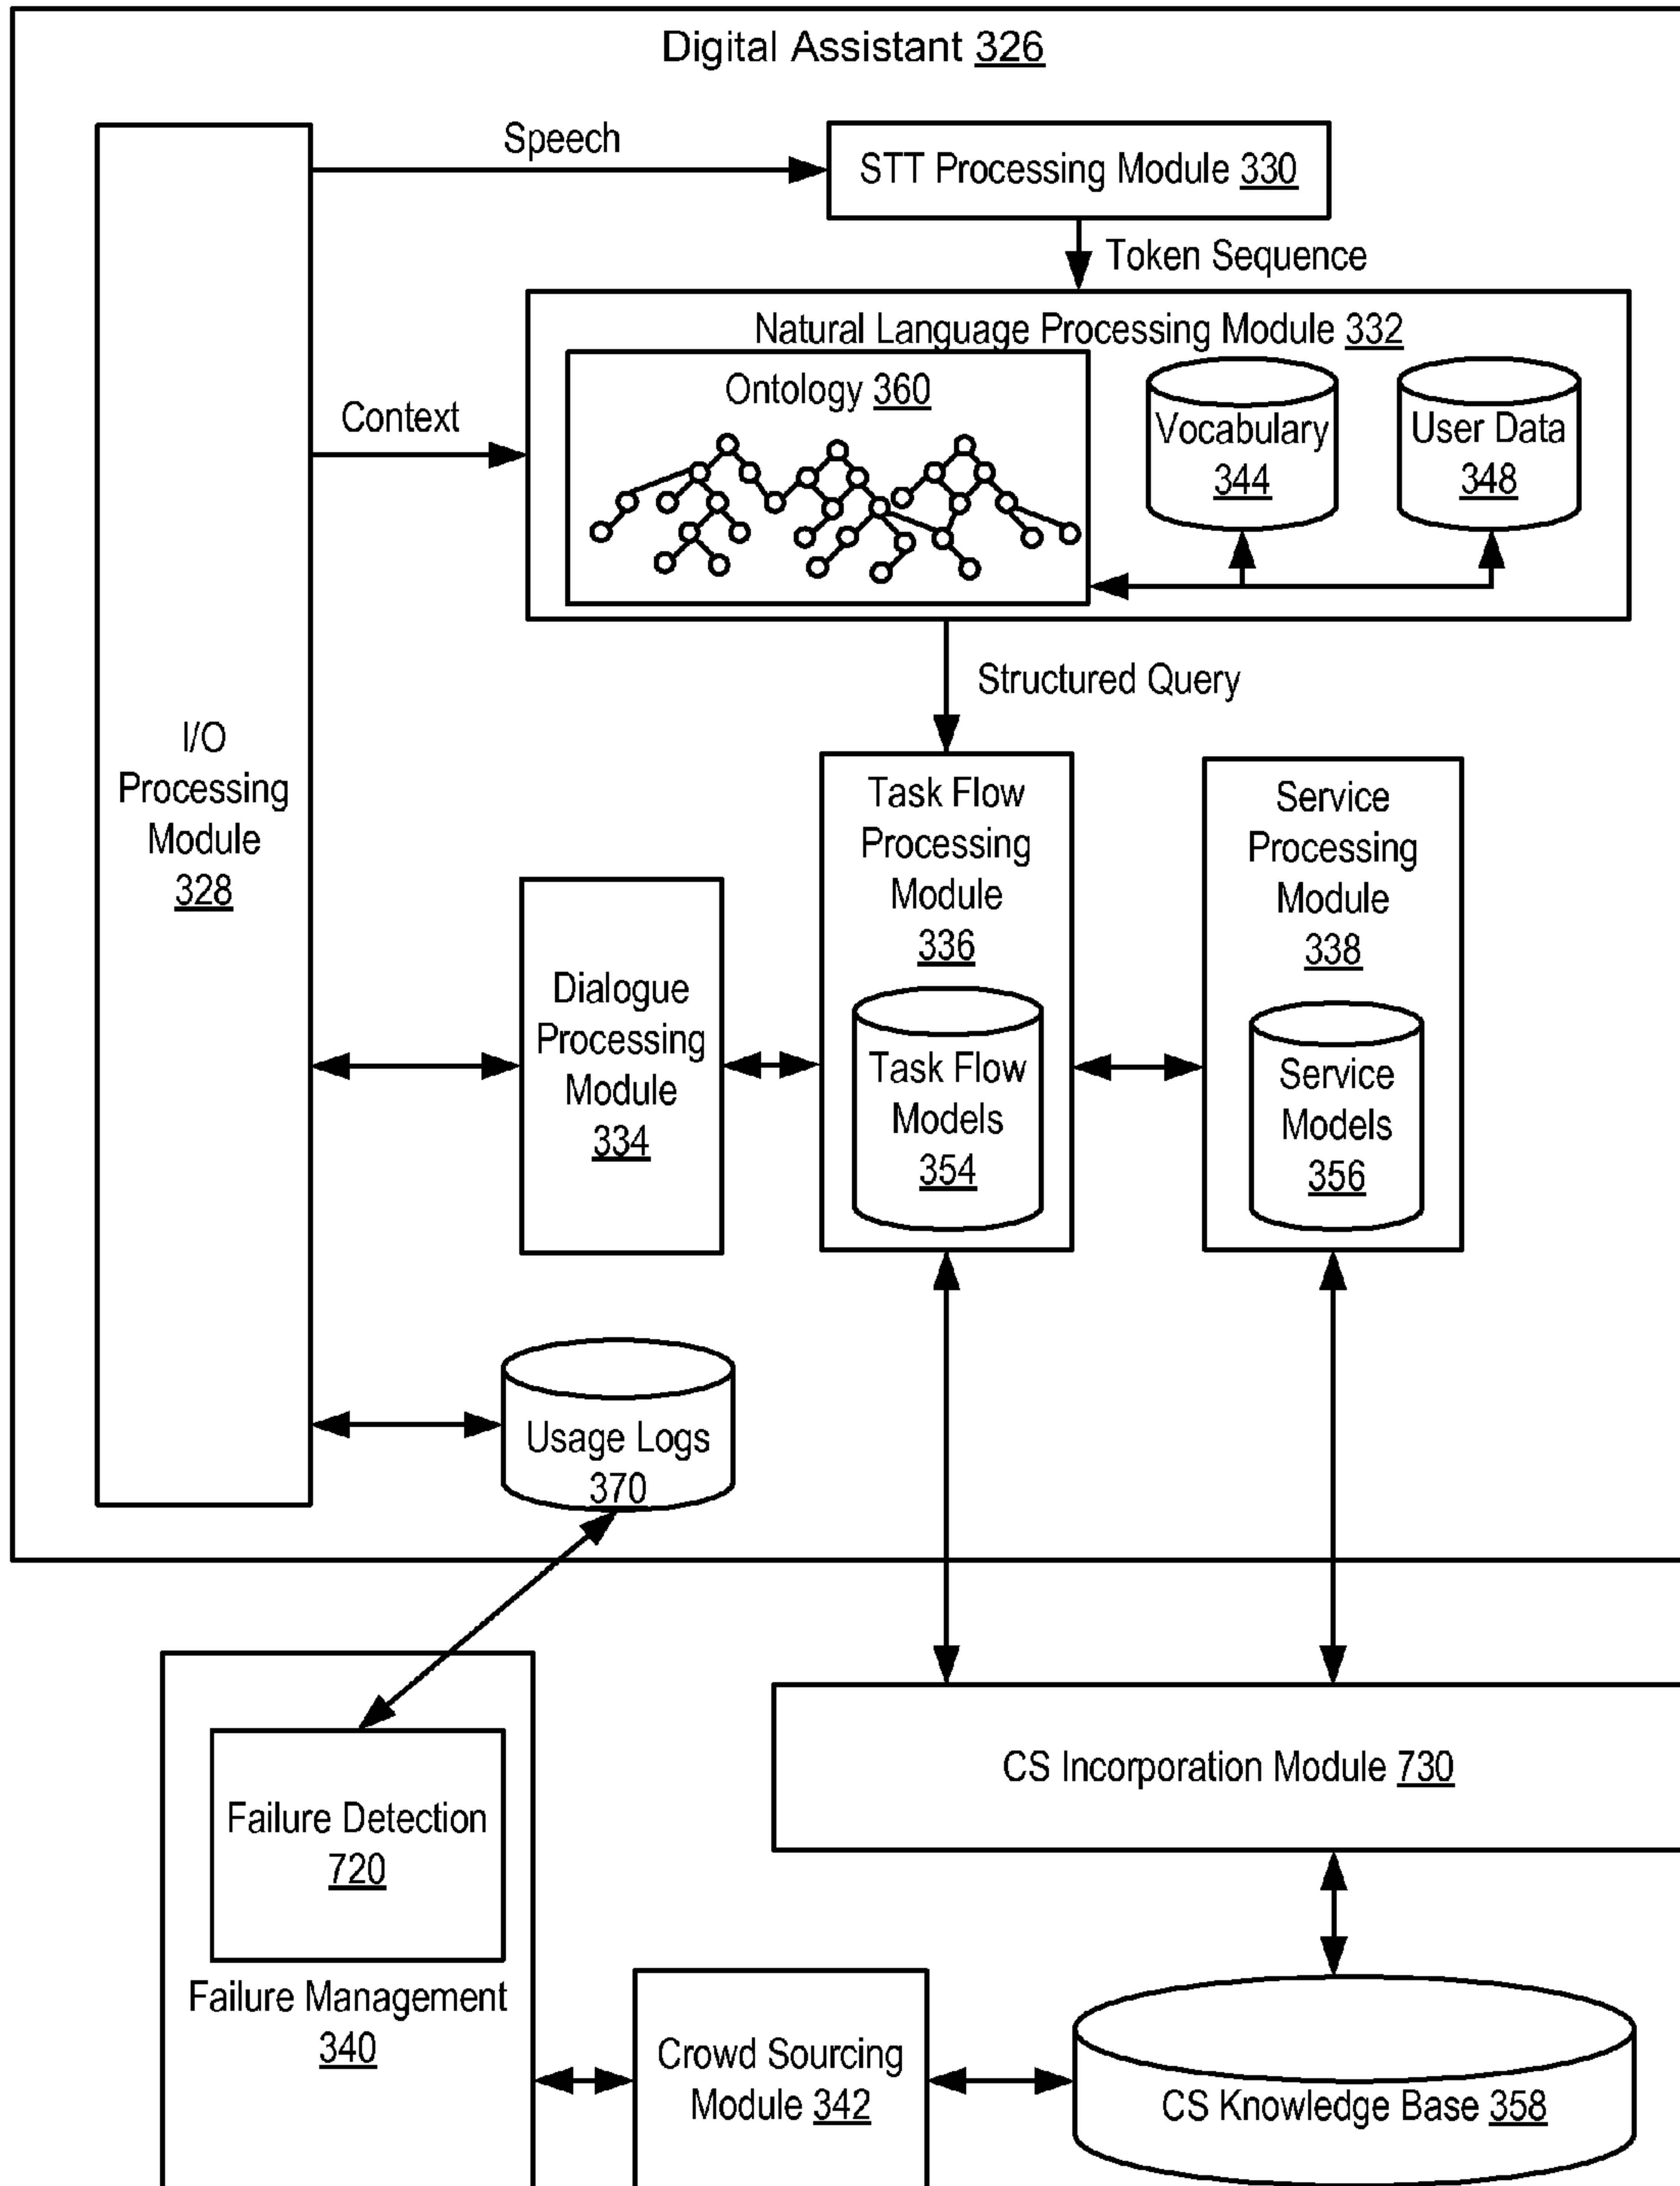 Digital Assistant 326
Speech
STT Processing Module 330
Token Sequence
Natural Language Processing Module 332
Ontology 360
Vocabulary
344
User Data
348
Context
Structured Query
I/O
Processing
Module
328
Task Flow
Processing
Module
336
Service
Processing
Module
338
Dialogue
Processing
Module
334
Task Flow
Models
354
Service
Models
356
Usage Logs
370
CS Incorporation Module 730
Failure Detection
720
Failure Management
340
Crowd Sourcing
Module 342
CS Knowledge Base 358